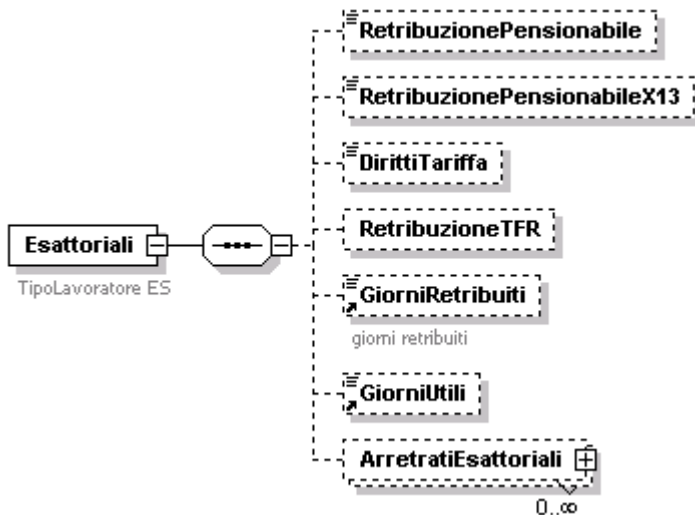 RetribuzionePensionabile
RetribuzionePensionabileX13
DirittiTariffa
Esattoriali
TipoLavoratore ES
RetribuzioneTFR
GiorniRetribuiti
giorni retribuiti
GiorniUtili
ArretratiEsattoriali
0..∞